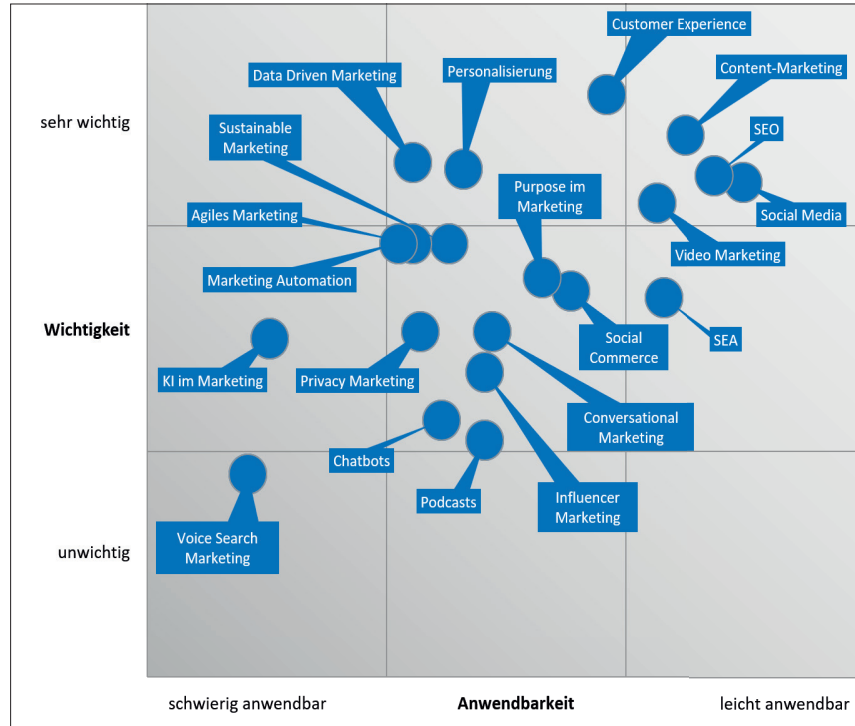 Customer Experience
Data Driven Marketing
Personalisierung
Content-Marketing
sehr wichtig
Sustainable
Marketing
SEO
Purpose im
Marketing
Agiles Marketing
Social Media
Marketing Automation
Video Marketing
Wichtigkeit
Social
Commerce
SEA
KI im Marketing
Privacy Marketing
Conversational
Marketing
Chatbots
Podcasts
Influencer
Marketing
Voice Search
Marketing
unwichtig
schwierig anwendbar
Anwendbarkeit
leicht anwendbar